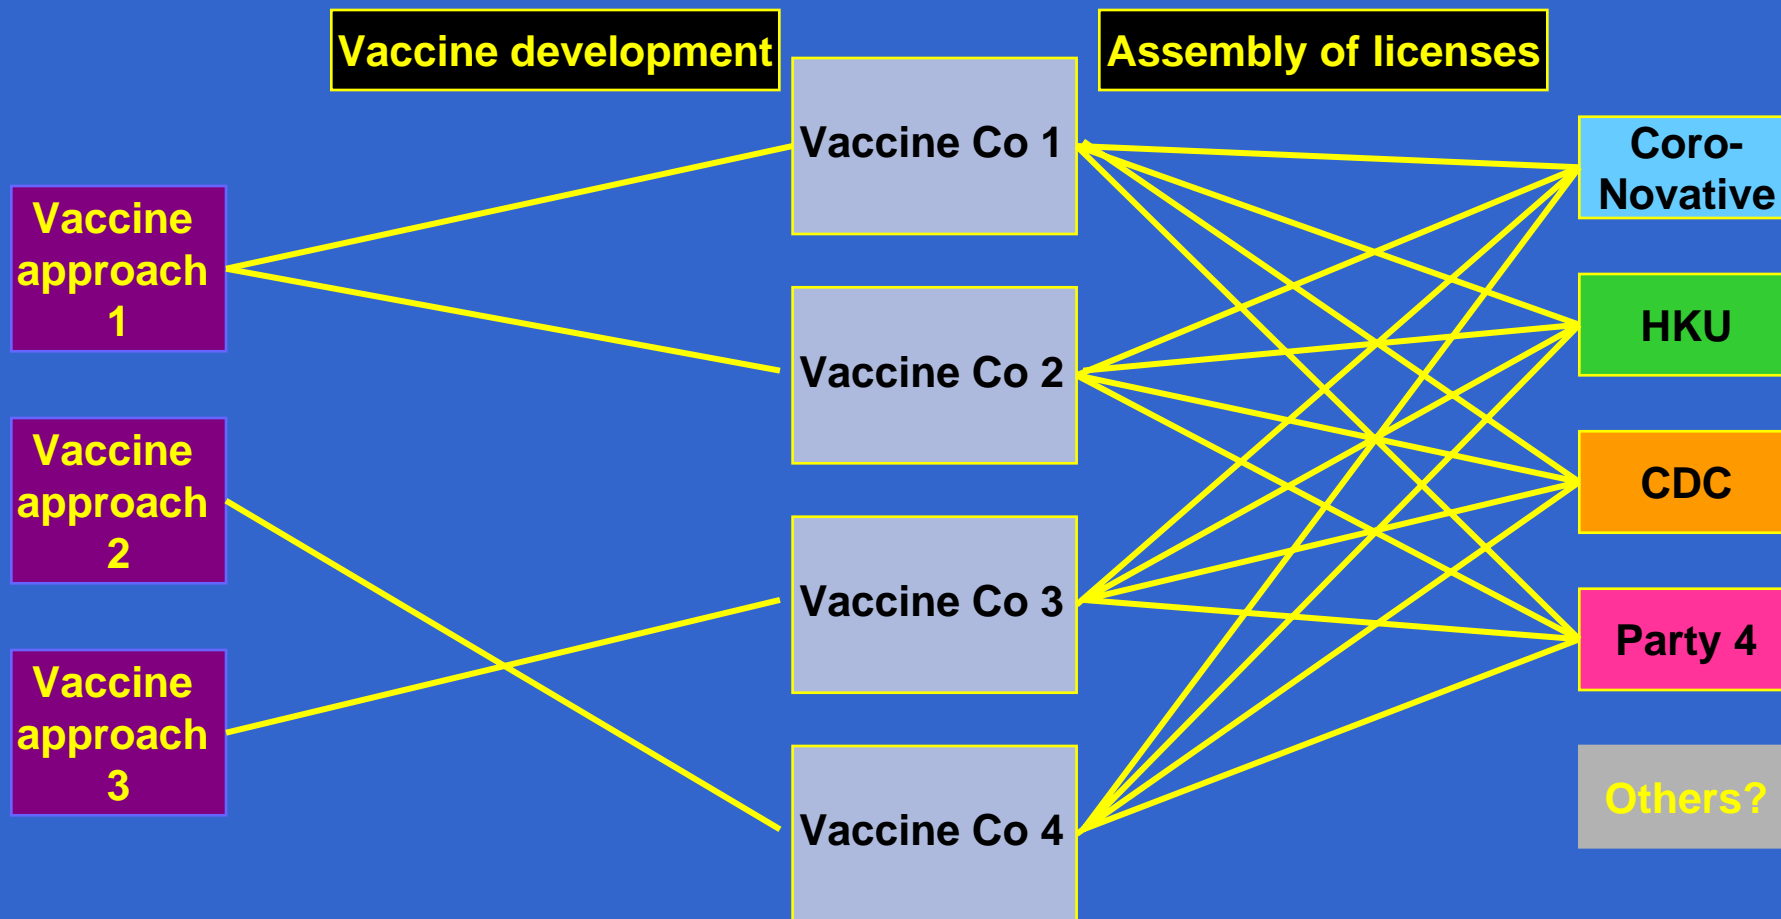 Vaccine development
Assembly of licenses
Vaccine
approach
1
Vaccine
approach
2
Vaccine
approach
3
Vaccine Co 1
Vaccine Co 2
Vaccine Co 3
Vaccine Co 4
Coro-
Novative
HKU
CDC
Party 4
Others?